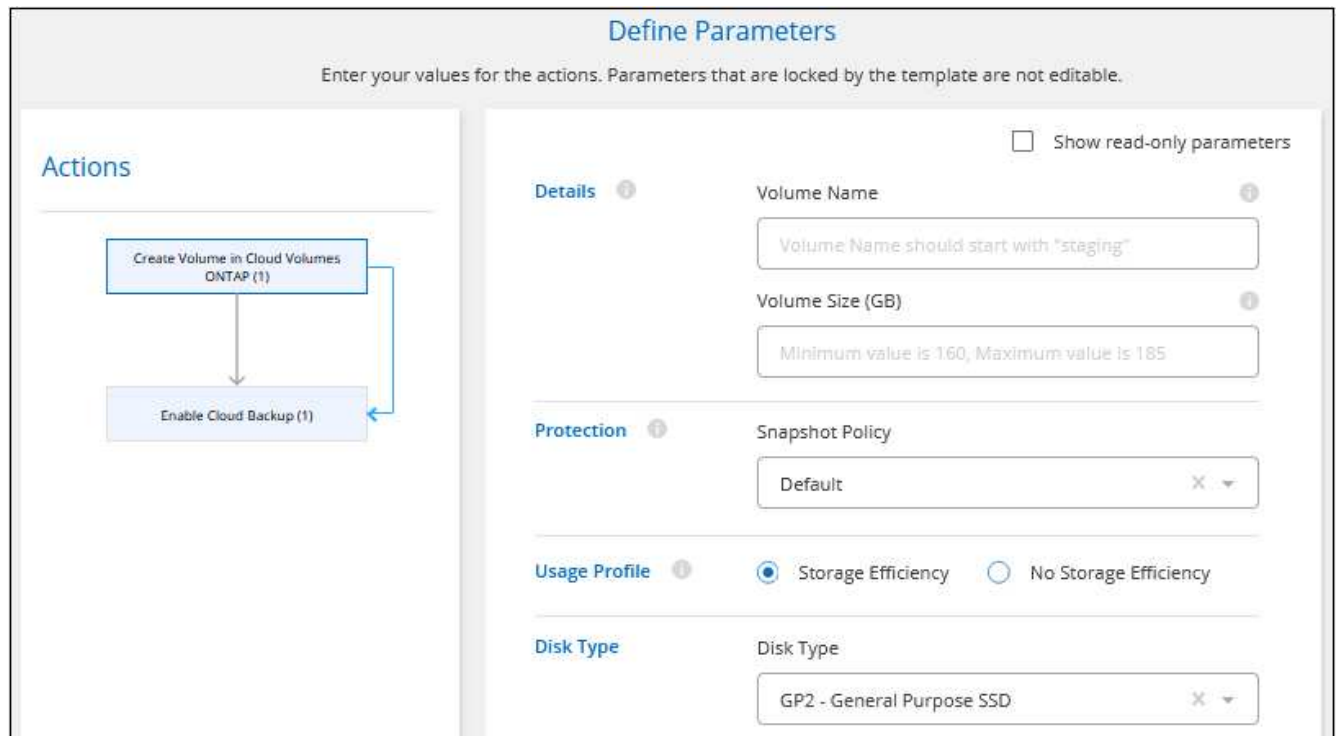 Define Parameters
Enter your values for the actions. Parameters that are locked by the template are not editable.
Actions
Create Volume in Cloud Volumes
ONTAP (1)
Enable Cloud Backup (1)
Show read-only parameters
Details
Volume Name
Volume Name should start with "staging"
Volume Size (GB)
Minimum value is 160, Maximum value is 185
Protection
Snapshot Policy
Default
Usage Profile
Storage Efficiency
No Storage Efficiency
Disk Type
Disk Type
GP2 - General Purpose SSD